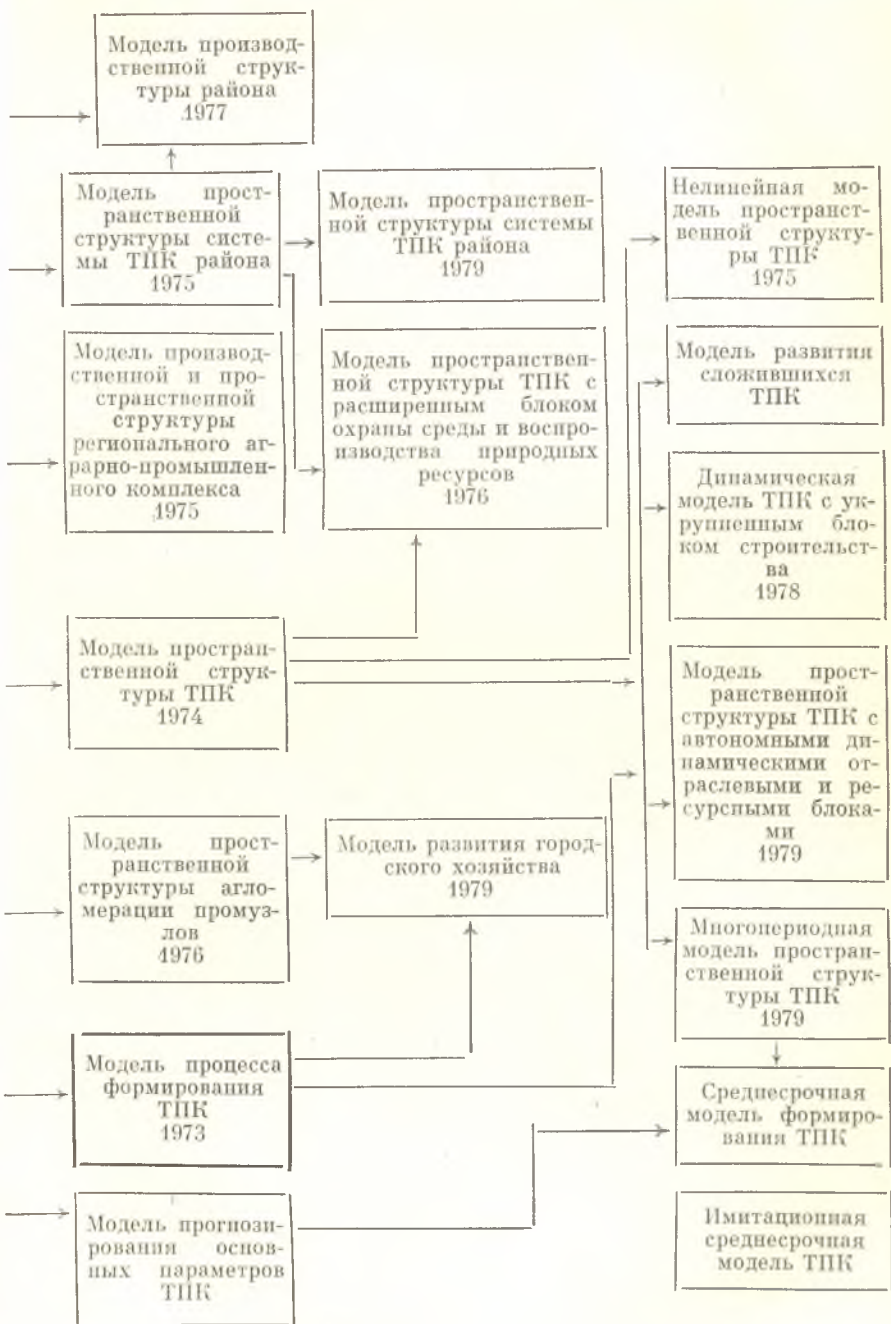 Модель производ-
ственной струк-
туры района
1977
Модель прост-
ранственной
структуры систе-
мы ТПК района
1975
Модель пространствен-
ной структуры системы
ТПК района
1979
Нелинейная мо-
дель пространст-
венной структу-
ры ТПК
1975
Модель производ-
ственной и про-
странственной
структуры
регионального аг-
рарно-промышлен-
ного комплекса
1975
Модель пространствен-
ной структуры ТПК с
расширенным блоком
охраны среды и воспро-
изводства природных
ресурсов
1976
Модель развития
сложившихся
ТПК
Динамическая
модель ТПК с ук-
рупненным бло-
ком строительст-
ва
1978
Модель простран-
ственной струк-
туры ТПК
1974
Модель прост-
ранственной
структуры ТПК с
автономными ди-
намическими от-
раслевыми и ре-
сурсными блока-
ми
1979
Модель прост-
ранственной
структуры агло-
мерации промуз-
лов
1976
Модель развития город-
ского хозяйства
1979
Многопериодная
модель простран-
ственной струк-
туры ТПК
1979
Модель процесса
формирования
ТПК
1973
Среднесрочная
модель формиро-
вания ТПК
Модель прогнози-
рования основ-
ных параметров
ТПК
Имитационная
среднесрочная
модель ТПК